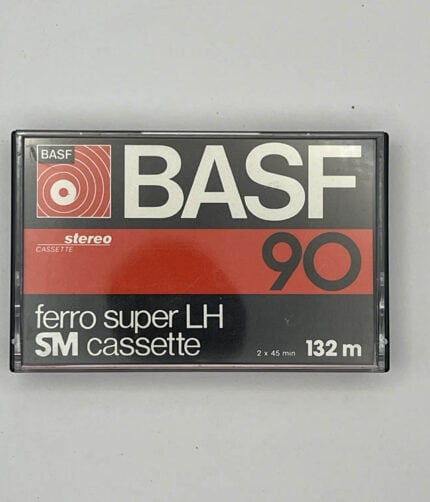 BASF
BASF
stereo
CASSETTE
90
ferro super LH
SM cassette
2 x 45 min 132 m